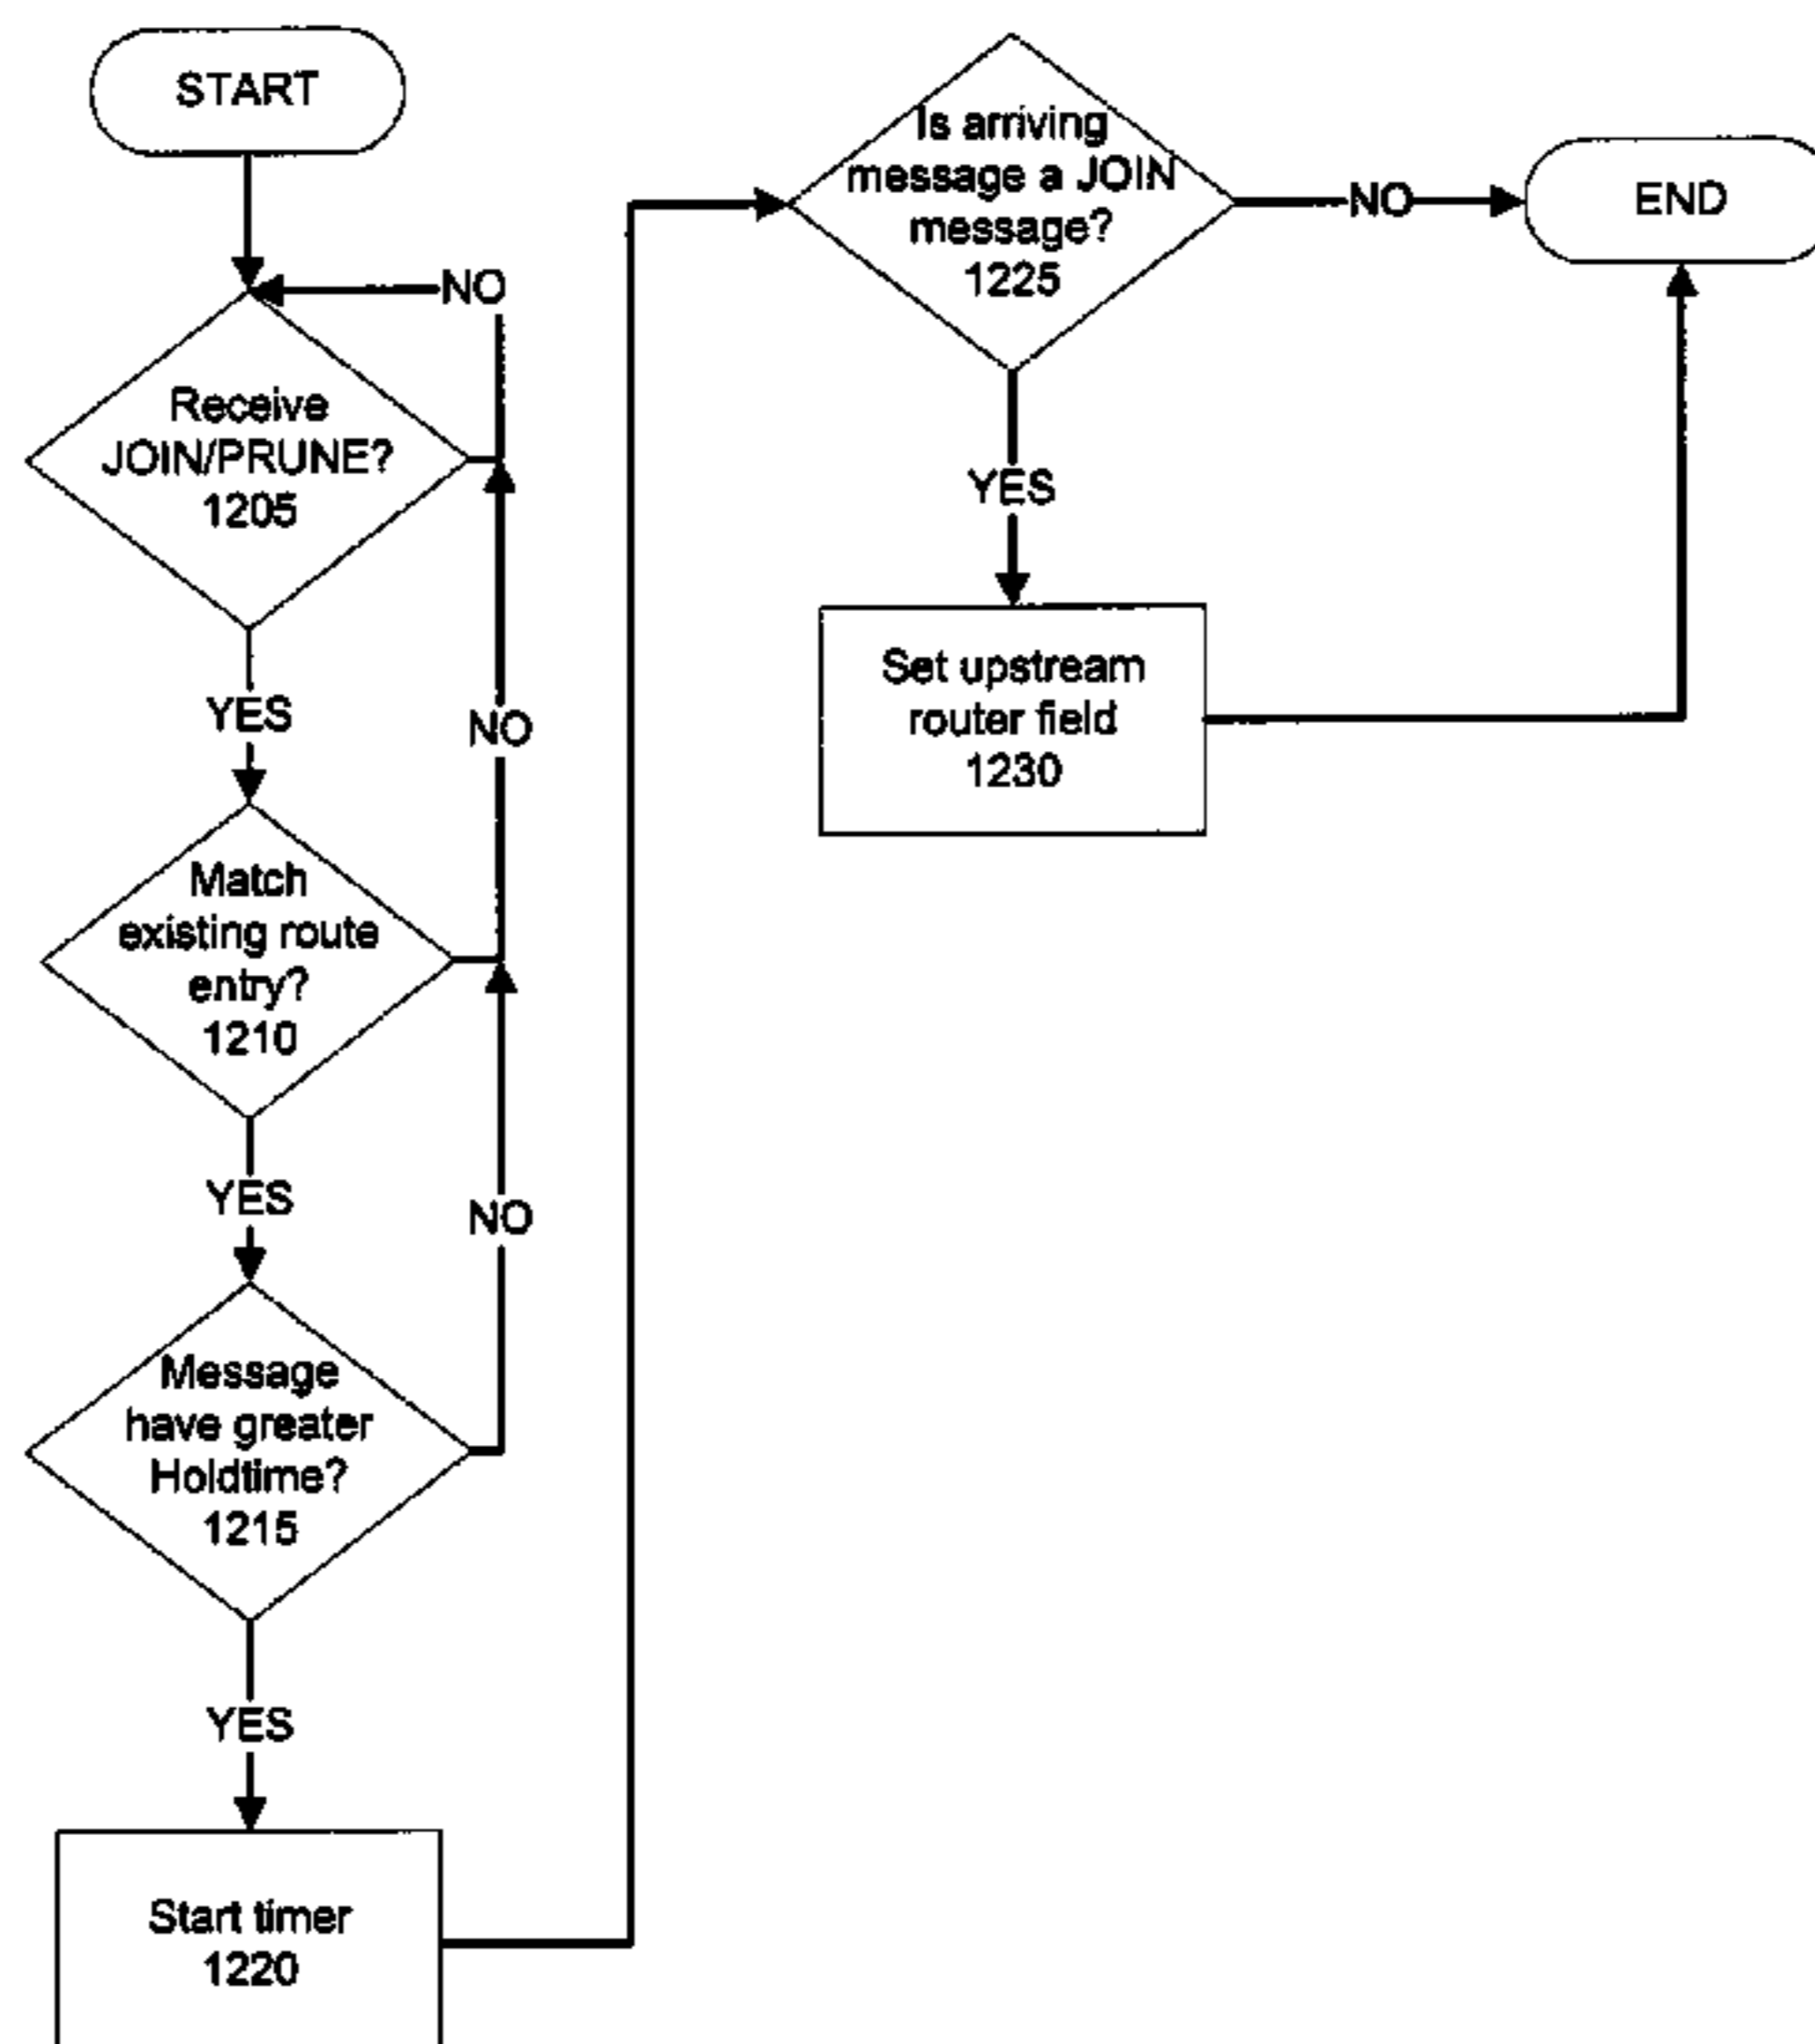 START
NO
Receive
JOIN/PRUNE?
1205
YES
NO
Match
existing route
entry?
1210
YES
NO
Message
have greater
Holdtime?
1215
YES
Start timer
1220
Is arriving
message a JOIN
message?
1225
NO
END
YES
Set upstream
router field
1230